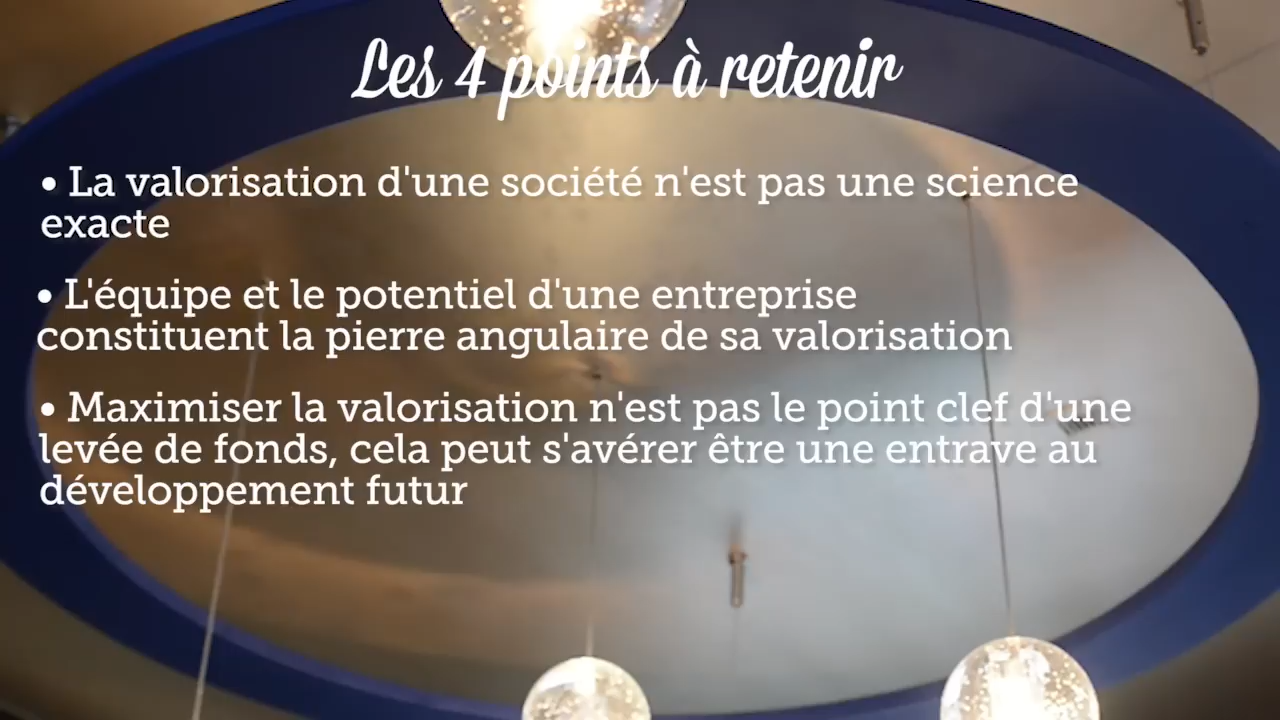 Les 4 points à retenir
• La valorisation d'une société n'est pas une science
exacte
• L'équipe et le potentiel d'une entreprise
constituent la pierre angulaire de sa valorisation
• Maximiser la valorisation n'est pas le point clef d'une
levée de fonds, cela peut s'avérer être une entrave au
développement futur